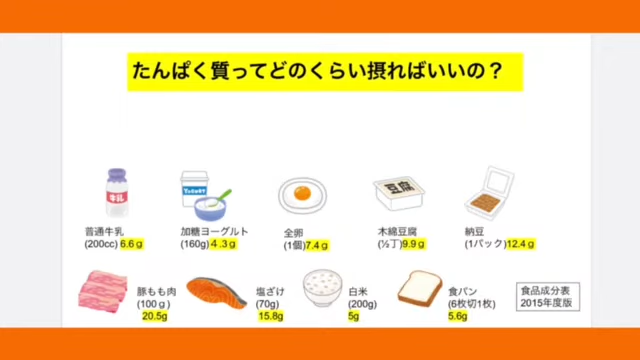 たんぱく質ってどのくらい摂ればいいの？
牛乳
豆腐
普通牛乳
(200cc) 6.6ｇ
加糖ヨーグルト
(160g) 4.3ｇ
全卵
(1個)7.4ｇ
木綿豆腐
(½丁)9.9ｇ
納豆
(1パック)12.4ｇ
豚もも肉
(100ｇ)
20.5g
塩ざけ
(70g)
15.8g
白米
(200g)
5g
食パン
(6枚切1枚)
5.6g
食品成分表
2015年度版